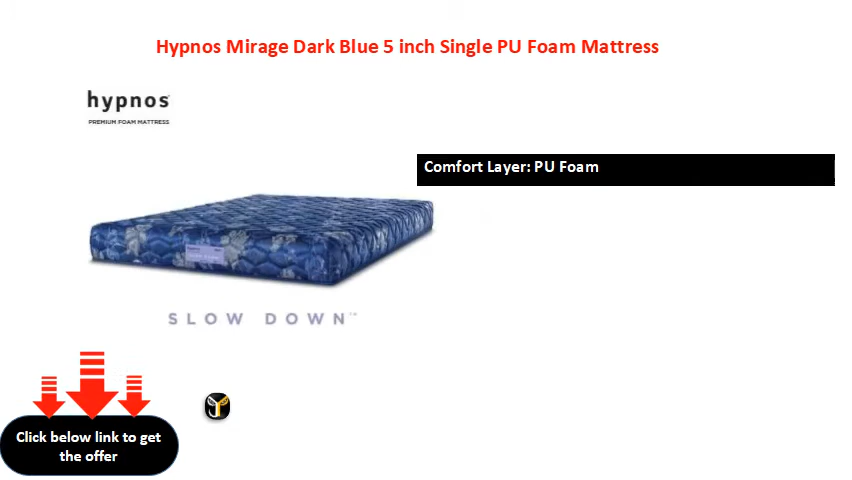 Hypnos Mirage Dark Blue 5 inch Single PU Foam Mattress
hypnos
PREMIUM FOAM MATTRESS
Comfort Layer: PU Foam
SLOW DOWN™
Click below link to get
the offer